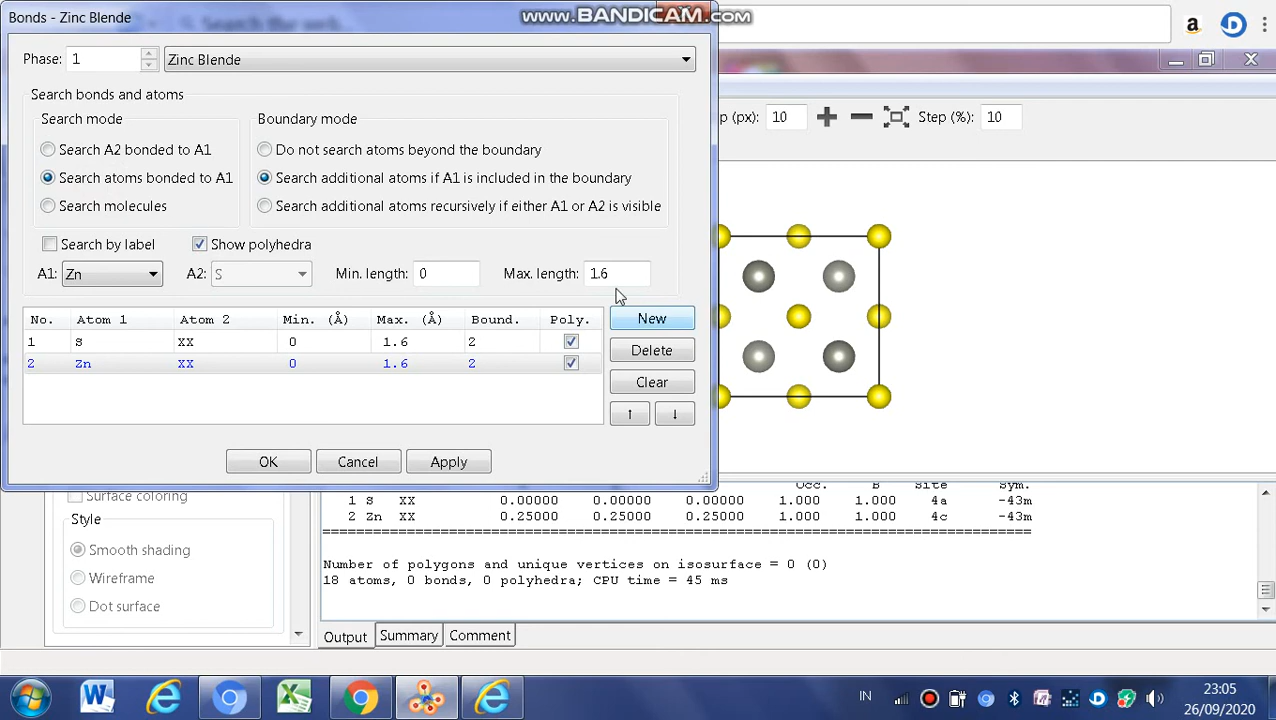 Bonds - Zinc Blende
www.BANDICAM.com
Phase: 1 Zinc Blende
Search bonds and atoms
Search mode
Boundary mode
Search A2 bonded to A1
Do not search atoms beyond the boundary
Search atoms bonded to A1
Search additional atoms if A1 is included in the boundary
Search molecules
Search additional atoms recursively if either A1 or A2 is visible
Search by label
Show polyhedra
A1: Zn A2: S Min. length: 0 Max. length: 1.6
No. Atom 1 Atom 2 Min. (Å) Max. (Å) Bound. Poly.
1 S XX 0 1.6 2
2 Zn XX 0 1.6 2
New
Delete
Clear
↑ ↓
OK Cancel Apply
p (px): 10 Step (%): 10
Surface coloring
Style
Smooth shading
Wireframe
Dot surface
Occ. B Site Sym.
1 S XX 0.00000 0.00000 0.00000 1.000 1.000 4a -43m
2 Zn XX 0.25000 0.25000 0.25000 1.000 1.000 4c -43m
Number of polygons and unique vertices on isosurface = 0 (0)
18 atoms, 0 bonds, 0 polyhedra; CPU time = 45 ms
Output Summary Comment
IN
23:05
26/09/2020